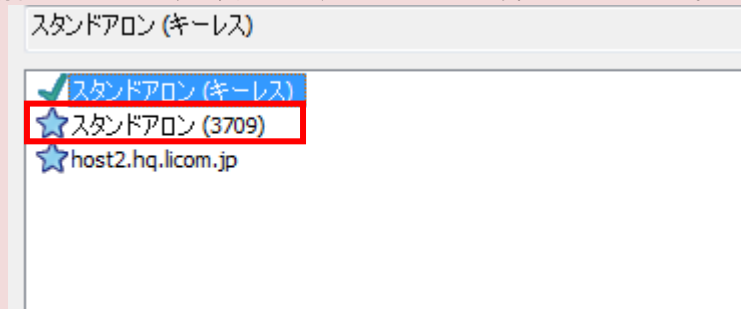 スタンドアロン (キーレス)
スタンドアロン (キーレス)
スタンドアロン (3709)
host2.hq.licom.jp